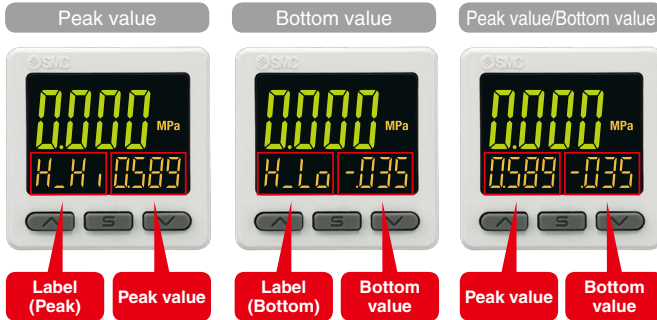 Peak value
Bottom value
Peak value/Bottom value
SMC
0.000
MPa
H_Hi 0.589
Label
(Peak)
Peak value
SMC
0.000
MPa
H_Lo -.035
Label
(Bottom)
Bottom
value
SMC
0.000
MPa
0.589 -.035
Peak value
Bottom
value
S
S
S